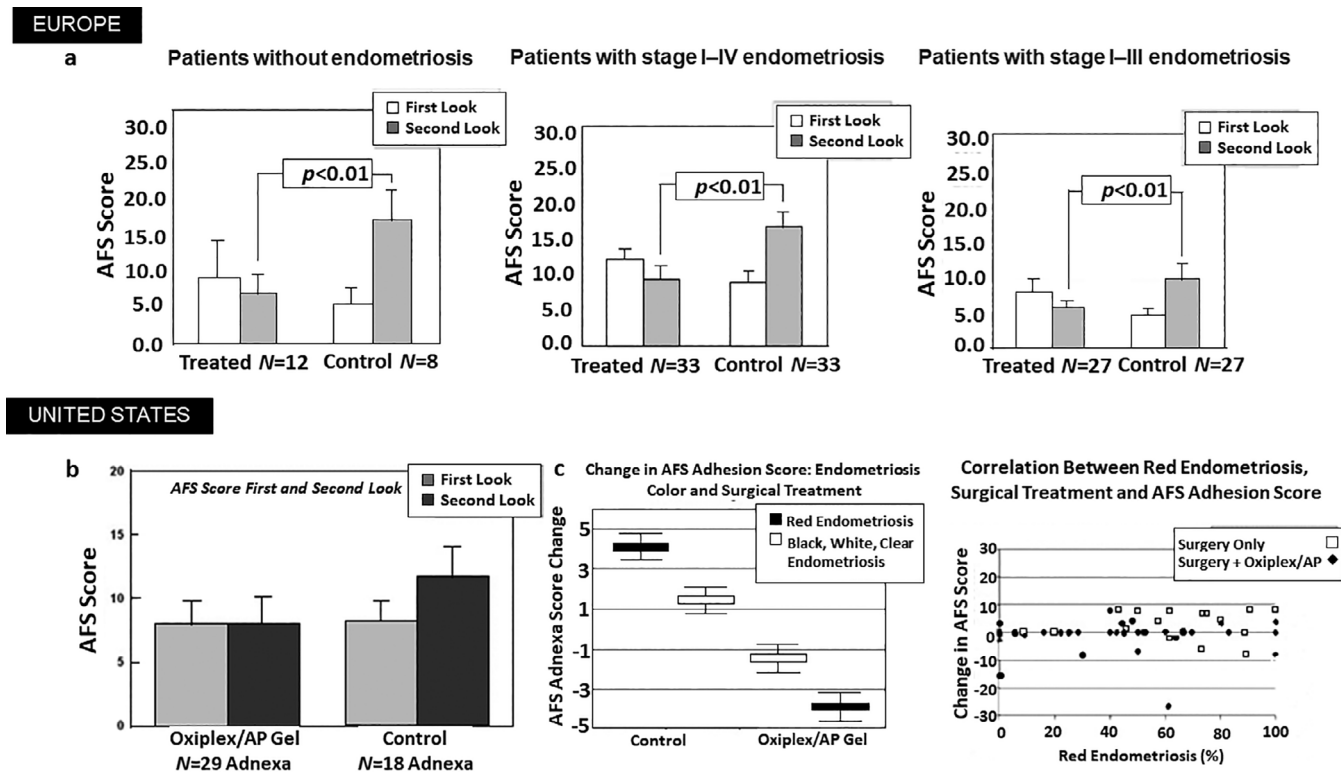 EUROPE
a
Patients without endometriosis
First Look
Second Look
AFS Score
30.0
25.0
20.0
15.0
10.0
5.0
0.0
p<0.01
Treated N=12
Control N=8
Patients with stage I–IV endometriosis
First Look
Second Look
AFS Score
30.0
25.0
20.0
15.0
10.0
5.0
0.0
p<0.01
Treated N=33
Control N=33
Patients with stage I–III endometriosis
First Look
Second Look
AFS Score
30.0
25.0
20.0
15.0
10.0
5.0
0.0
p<0.01
Treated N=27
Control N=27
UNITED STATES
b
AFS Score First and Second Look
First Look
Second Look
AFS Score
20
15
10
5
0
Oxiplex/AP Gel
N=29 Adnexa
Control
N=18 Adnexa
c
Change in AFS Adhesion Score: Endometriosis
Color and Surgical Treatment
Red Endometriosis
Black, White, Clear
Endometriosis
AFS Adnexa Score Change
5
3
1
-1
-3
-5
Control
Oxiplex/AP Gel
Correlation Between Red Endometriosis,
Surgical Treatment and AFS Adhesion Score
Surgery Only
Surgery + Oxiplex/AP
Change in AFS Score
30
20
10
0
-10
-20
-30
0
20
40
60
80
100
Red Endometriosis (%)